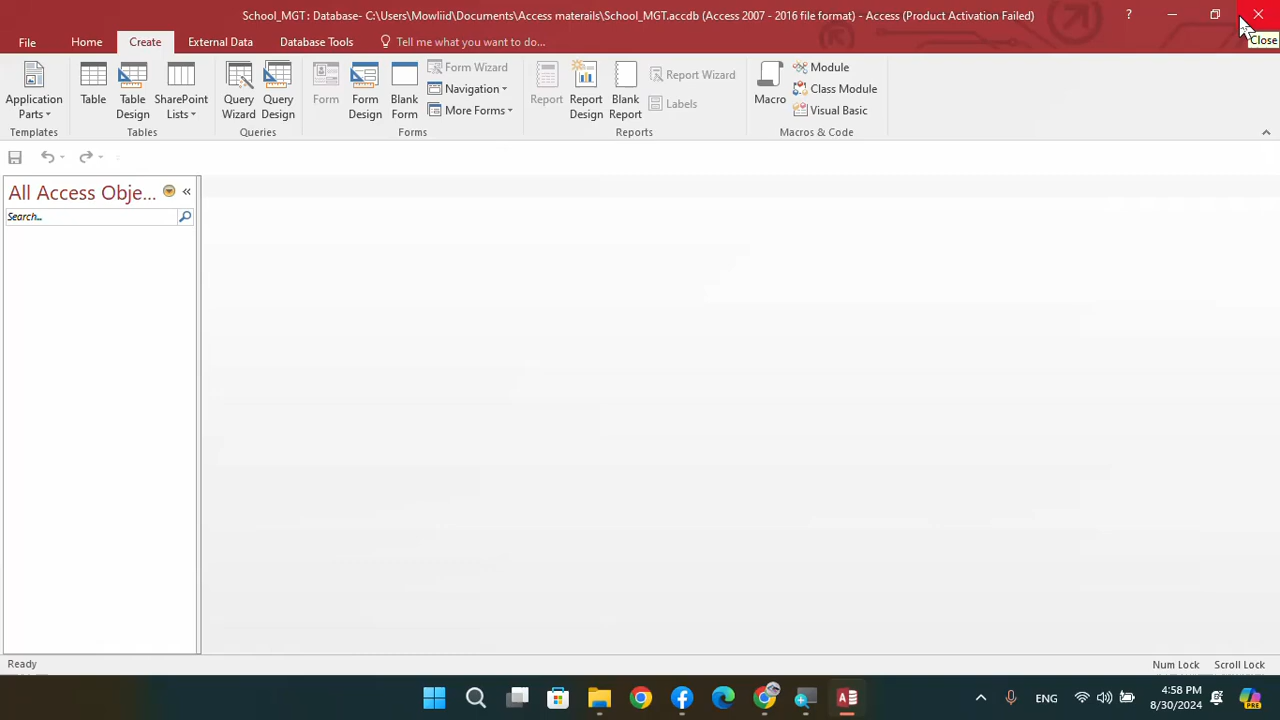 School_MGT: Database- C:\Users\Mowliid\Documents\Access materails\School_MGT.accdb (Access 2007 - 2016 file format) - Access (Product Activation Failed)
?
Close
File Home Create External Data Database Tools Tell me what you want to do...
Application Parts
Templates
Table
Table Design
SharePoint Lists
Tables
Query Wizard
Query Design
Queries
Form
Form Design
Blank Form
Form Wizard
Navigation
More Forms
Forms
Report
Report Design
Blank Report
Report Wizard
Labels
Reports
Macro
Module
Class Module
Visual Basic
Macros & Code
All Access Obje... «
Search..
Ready
Num Lock Scroll Lock
ENG
4:58 PM
8/30/2024
PRE